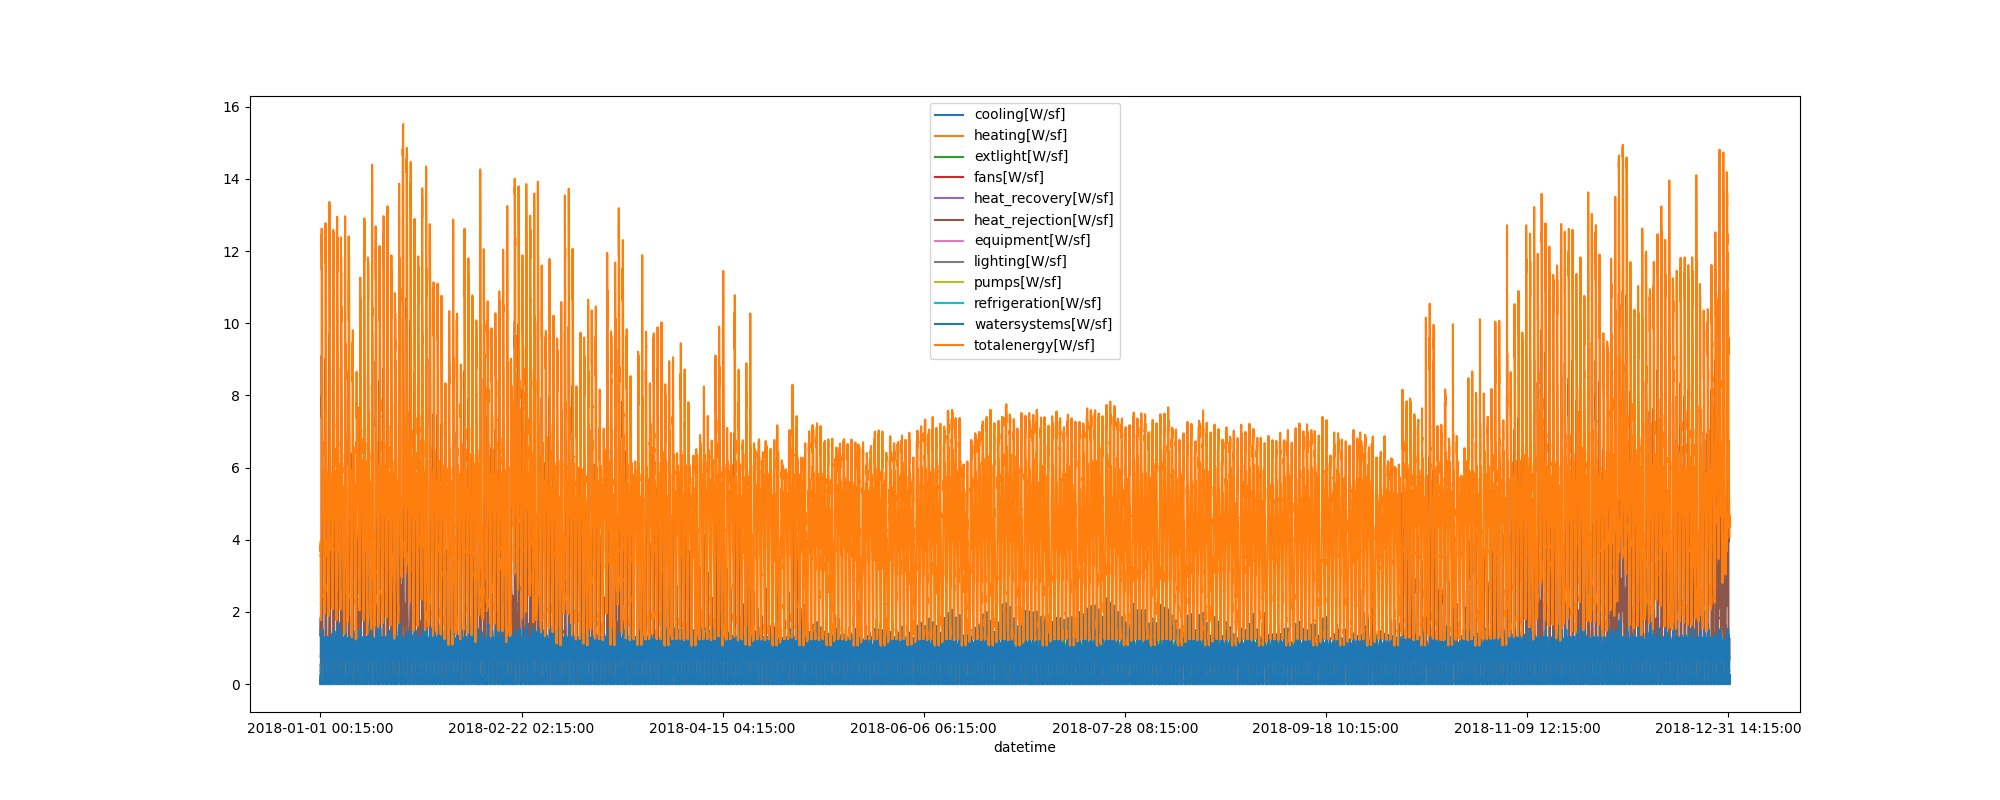 16
14
12
10
8
6
4
2
0
cooling[W/sf]
heating[W/sf]
extlight[W/sf]
fans[W/sf]
heat_recovery[W/sf]
heat_rejection[W/sf]
equipment[W/sf]
lighting[W/sf]
pumps[W/sf]
refrigeration[W/sf]
watersystems[W/sf]
totalenergy[W/sf]
2018-01-01 00:15:00 2018-02-22 02:15:00 2018-04-15 04:15:00 2018-06-06 06:15:00 2018-07-28 08:15:00 2018-09-18 10:15:00 2018-11-09 12:15:00 2018-12-31 14:15:00
datetime